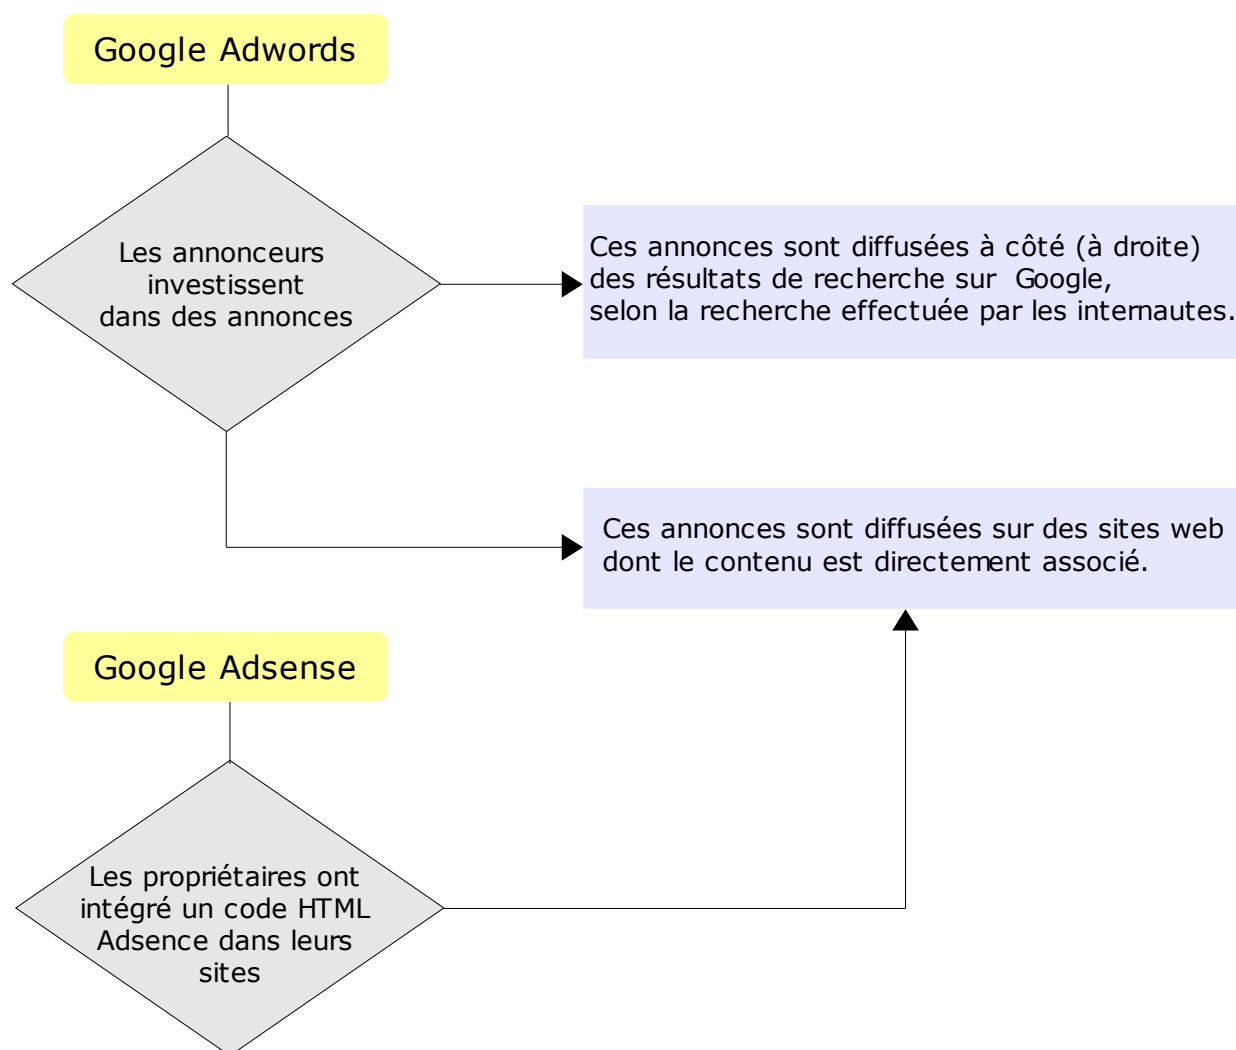 Google Adwords
Les annonceurs
investissent
dans des annonces
Ces annonces sont diffusées à côté (à droite)
des résultats de recherche sur Google,
selon la recherche effectuée par les internautes.
Ces annonces sont diffusées sur des sites web
dont le contenu est directement associé.
Google Adsense
Les propriétaires ont
intégré un code HTML
Adsence dans leurs
sites